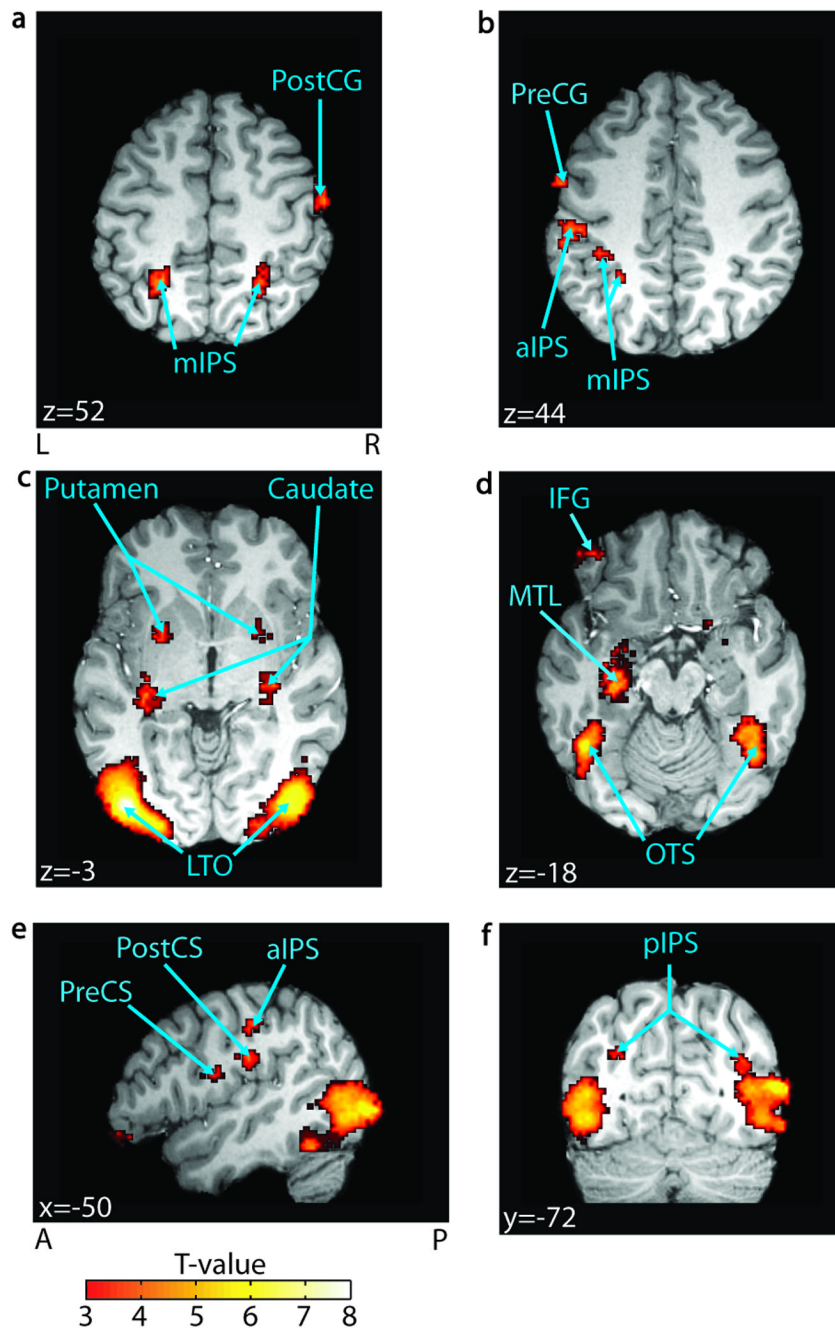 a
PostCG
mIPS
z=52
L R
b
PreCG
aIPS
mIPS
z=44
c
Putamen Caudate
LTO
z=-3
d
IFG
MTL
OTS
z=-18
e
PostCS aIPS
PreCS
x=-50
A P
f
pIPS
y=-72
T-value
3 4 5 6 7 8